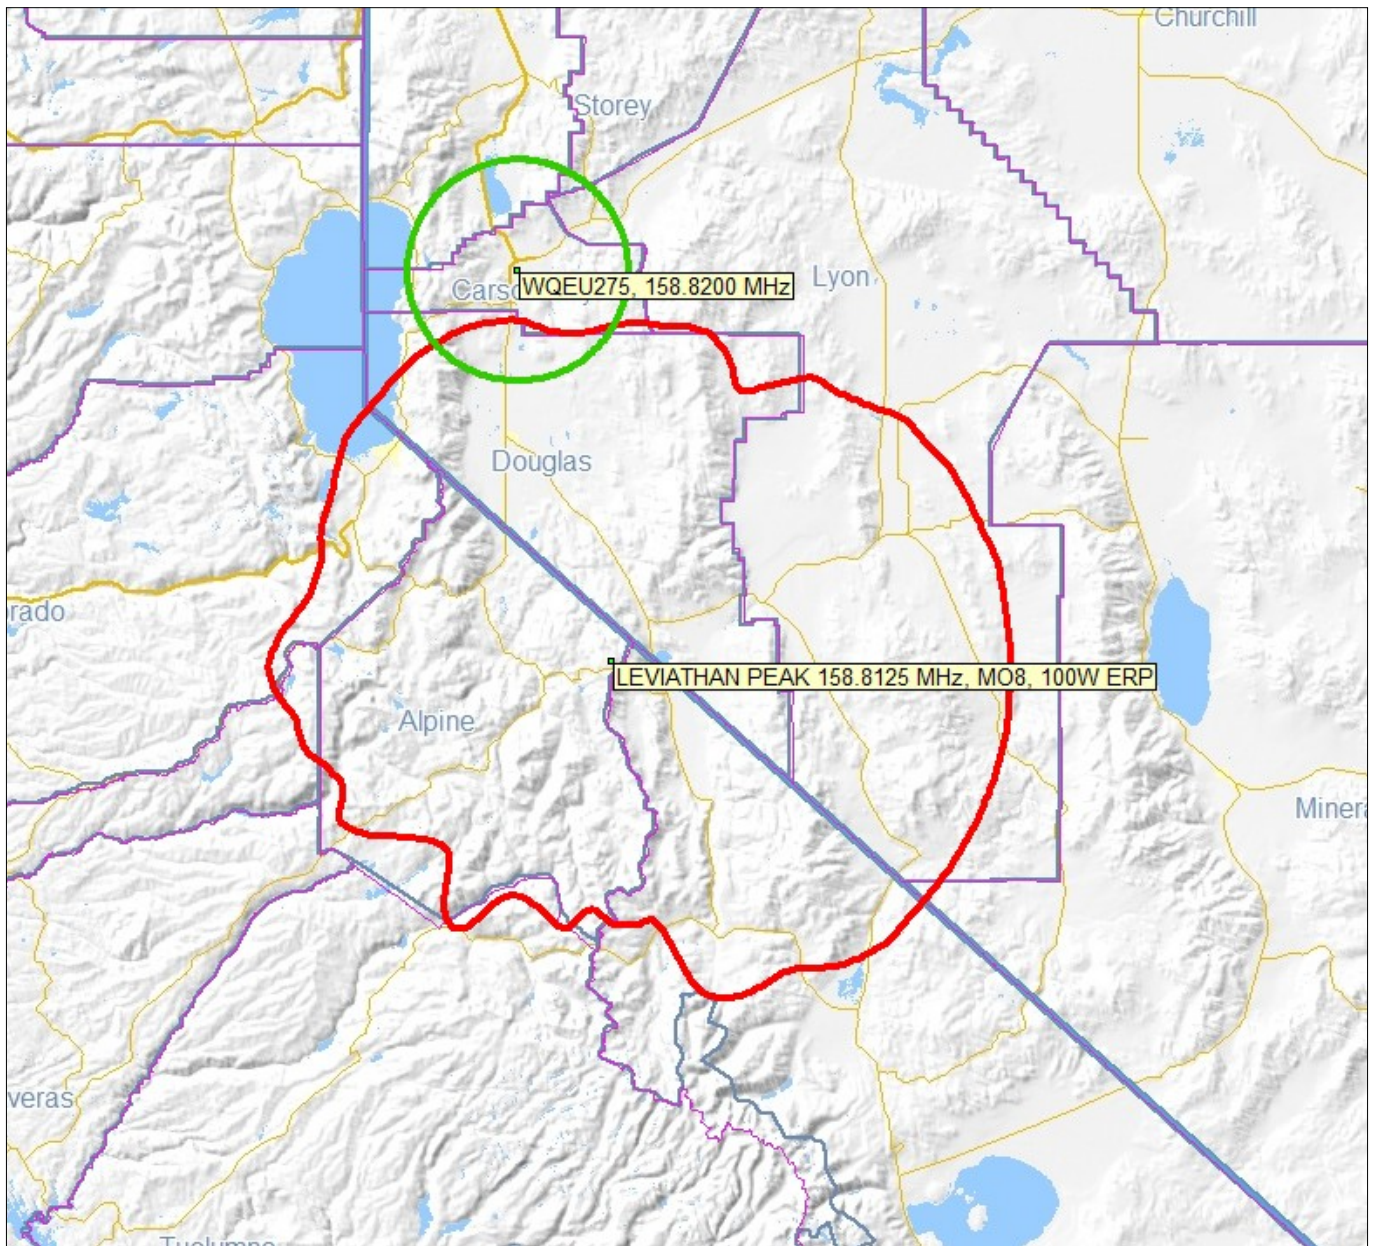 Churchill
Storey
Lyon
WQEU275, 158.8200 MHz
Carso
Douglas
rado
LEVIATHAN PEAK 158.8125 MHz, MO8, 100W ERP
Alpine
Minera
veras
Tuolumne